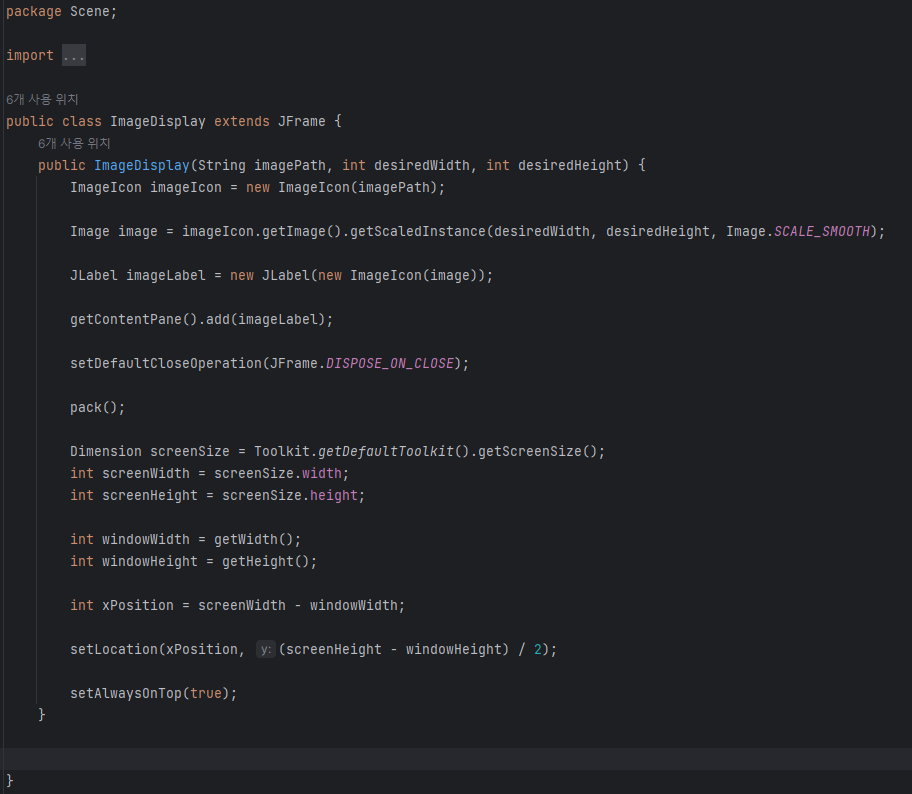 package Scene;
import ...
6개 사용 위치
public class ImageDisplay extends JFrame {
6개 사용 위치
public ImageDisplay(String imagePath, int desiredWidth, int desiredHeight) {
ImageIcon imageIcon = new ImageIcon(imagePath);
Image image = imageIcon.getImage().getScaledInstance(desiredWidth, desiredHeight, Image.SCALE_SMOOTH);
JLabel imageLabel = new JLabel(new ImageIcon(image));
getContentPane().add(imageLabel);
setDefaultCloseOperation(JFrame.DISPOSE_ON_CLOSE);
pack();
Dimension screenSize = Toolkit.getDefaultToolkit().getScreenSize();
int screenWidth = screenSize.width;
int screenHeight = screenSize.height;
int windowWidth = getWidth();
int windowHeight = getHeight();
int xPosition = screenWidth - windowWidth;
setLocation(xPosition, y: (screenHeight - windowHeight) / 2);
setAlwaysOnTop(true);
}
}